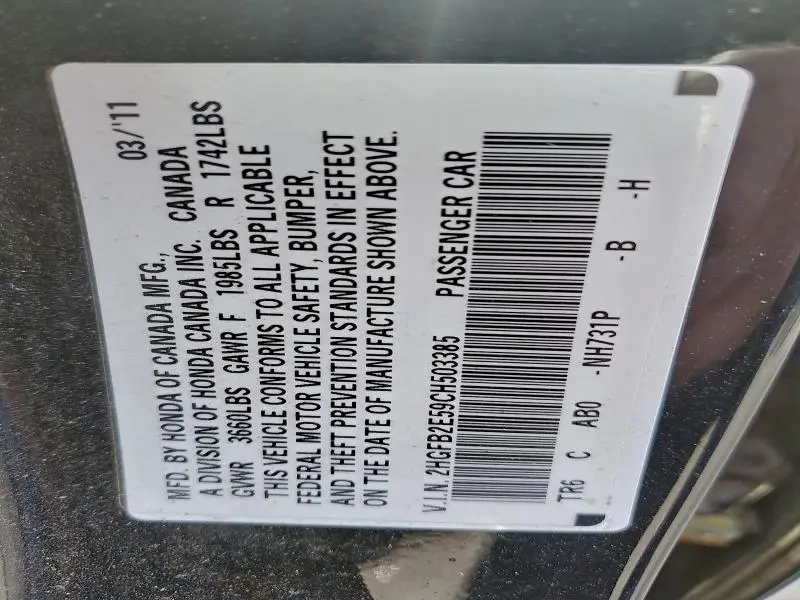 MFD. BY HONDA OF CANADA MFG., 03/'11
A DIVISION OF HONDA CANADA INC. CANADA
GVWR 3660LBS GAWR F 1985LBS R 1742LBS
THIS VEHICLE CONFORMS TO ALL APPLICABLE
FEDERAL MOTOR VEHICLE SAFETY, BUMPER,
AND THEFT PREVENTION STANDARDS IN EFFECT
ON THE DATE OF MANUFACTURE SHOWN ABOVE.
V.I.N. 2HGFB2E59CH503385 PASSENGER CAR
TR6 C AB0 -NH731P -B -H